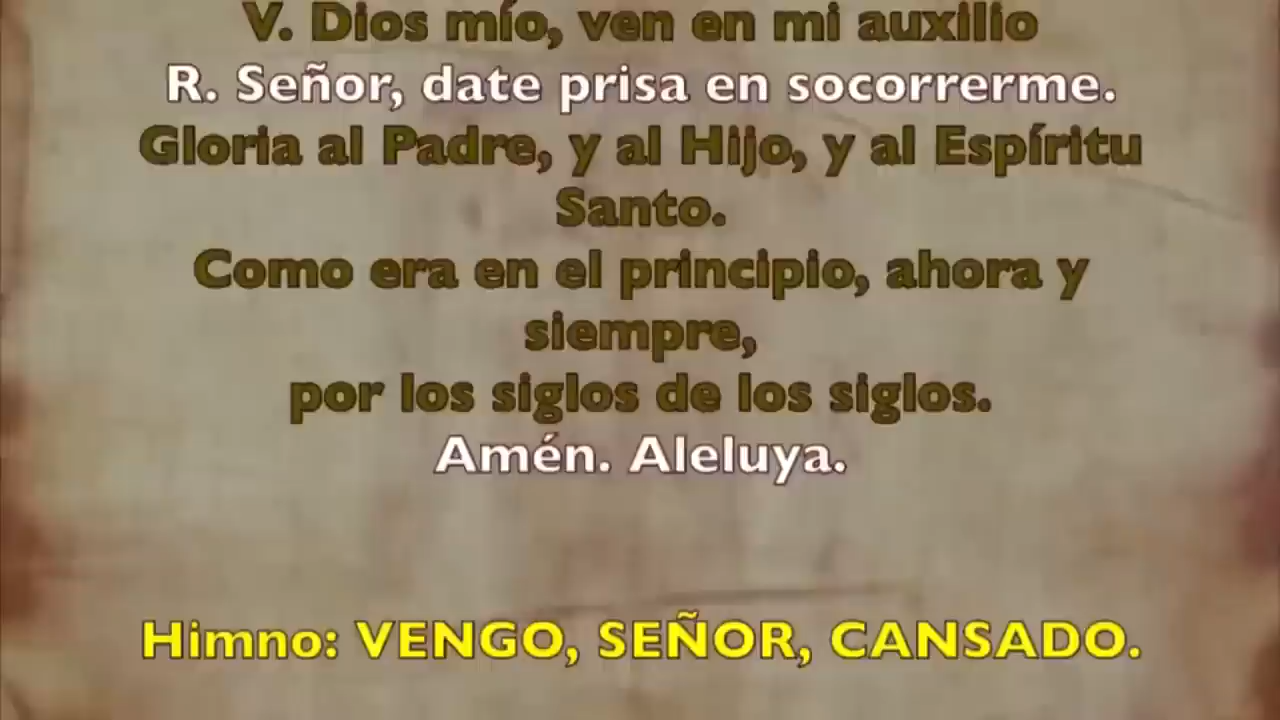 V. Dios mío, ven en mi auxilio
R. Señor, date prisa en socorrerme.
Gloria al Padre, y al Hijo, y al Espíritu
Santo.
Como era en el principio, ahora y
siempre,
por los siglos de los siglos.
Amén. Aleluya.
Himno: VENGO, SEÑOR, CANSADO.